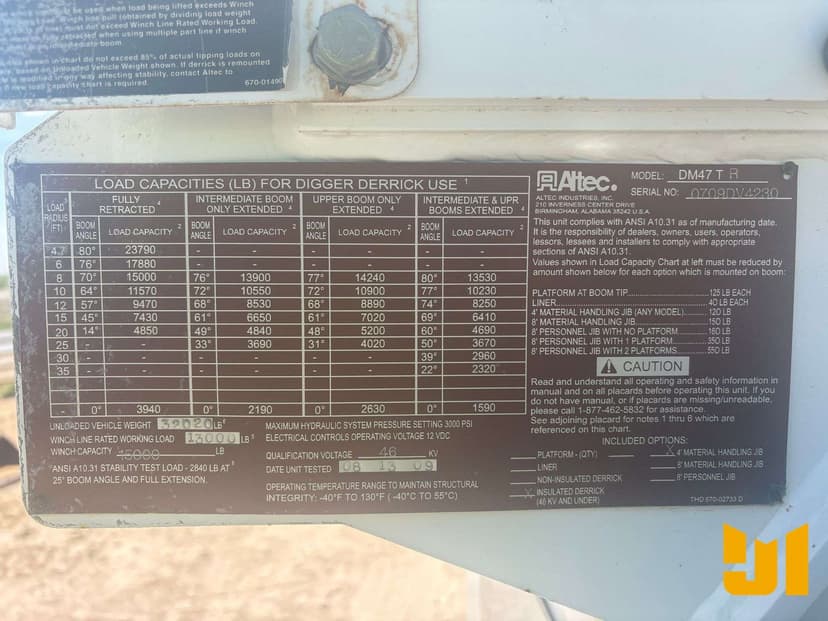 be used when load being lifted exceeds Winch
Line pull (obtained by dividing load weight
must not exceed Winch Line Rated Working Load.
retracted when using multiple part line if winch
on intermediate boom
shown in chart do not exceed 85% of actual tipping loads on
based on Unloaded Vehicle Weight shown. If derrick is remounted
is modified in any way affecting stability, contact Altec to
new load capacity chart is required.
670-01490
LOAD CAPACITIES (LB) FOR DIGGER DERRICK USE 1
LOAD RADIUS (FT) FULLY RETRACTED 4 INTERMEDIATE BOOM ONLY EXTENDED 4 UPPER BOOM ONLY EXTENDED 4 INTERMEDIATE & UPR BOOMS EXTENDED 4
BOOM ANGLE LOAD CAPACITY 2 BOOM ANGLE LOAD CAPACITY 2 BOOM ANGLE LOAD CAPACITY 2 BOOM ANGLE LOAD CAPACITY 2
4.7 80° 23790 - - - - - -
6 76° 17880 - - - - - -
8 70° 15000 76° 13900 77° 14240 80° 13530
10 64° 11570 72° 10550 72° 10900 77° 10230
12 57° 9470 68° 8530 68° 8890 74° 8250
15 45° 7430 61° 6650 61° 7020 69° 6410
20 14° 4850 49° 4840 48° 5200 60° 4690
25 - - 33° 3690 31° 4020 50° 3670
30 - - - - - - 39° 2960
35 - - - - - - 22° 2320
- 0° 3940 0° 2190 0° 2630 0° 1590
UNLOADED VEHICLE WEIGHT 32020 LB 6
WINCH LINE RATED WORKING LOAD 13000 LB 5
WINCH CAPACITY 15000 LB
ANSI A10.31 STABILITY TEST LOAD - 2840 LB AT
25° BOOM ANGLE AND FULL EXTENSION.
MAXIMUM HYDRAULIC SYSTEM PRESSURE SETTING 3000 PSI
ELECTRICAL CONTROLS OPERATING VOLTAGE 12 VDC
QUALIFICATION VOLTAGE 46 KV
DATE UNIT TESTED 08 13 09
OPERATING TEMPERATURE RANGE TO MAINTAIN STRUCTURAL
INTEGRITY: -40°F TO 130°F (-40°C TO 55°C)
Altec.
MODEL: DM47 T R
SERIAL NO: 0709DV4230
ALTEC INDUSTRIES, INC.
210 INVERNESS CENTER DRIVE
BIRMINGHAM, ALABAMA 35242 U.S.A.
This unit complies with ANSI A10.31 as of manufacturing date.
It is the responsibility of dealers, owners, users, operators,
lessors, lessees and installers to comply with appropriate
sections of ANSI A10.31.
Values shown in Load Capacity Chart at left must be reduced by
amount shown below for each option which is mounted on boom:
PLATFORM AT BOOM TIP 125 LB EACH
LINER 40 LB EACH
4' MATERIAL HANDLING JIB (ANY MODEL) 120 LB
8' MATERIAL HANDLING JIB 150 LB
8' PERSONNEL JIB WITH NO PLATFORM 160 LB
8' PERSONNEL JIB WITH 1 PLATFORM 350 LB
8' PERSONNEL JIB WITH 2 PLATFORMS 550 LB
CAUTION
Read and understand all operating and safety information in
manual and on all placards before operating this unit. If you
do not have manual, or if placards are missing/unreadable,
please call 1-877-462-5832 for assistance.
See adjoining placard for notes 1 thru 6 which are
referenced on this chart.
INCLUDED OPTIONS:
PLATFORM - (QTY)
LINER
NON-INSULATED DERRICK
X INSULATED DERRICK
(46 KV AND UNDER)
X 4' MATERIAL HANDLING JIB
8' MATERIAL HANDLING JIB
8' PERSONNEL JIB
THO 670-02733 D